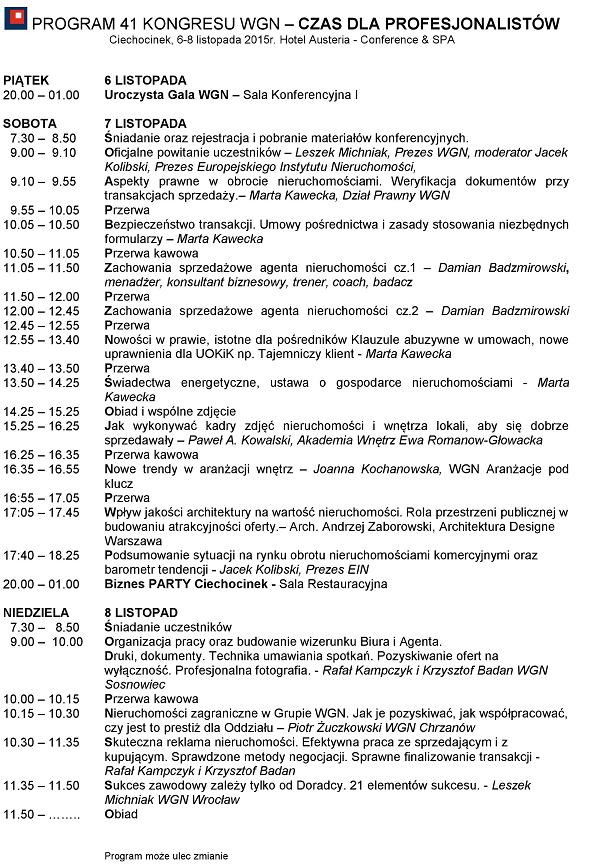 PROGRAM 41 KONGRESU WGN – CZAS DLA PROFESJONALISTÓW
Ciechocinek, 6-8 listopada 2015r. Hotel Austeria - Conference & SPA
PIĄTEK 6 LISTOPADA
20.00 – 01.00 Uroczysta Gala WGN – Sala Konferencyjna I
SOBOTA 7 LISTOPADA
7.30 – 8.50 Śniadanie oraz rejestracja i pobranie materiałów konferencyjnych.
9.00 – 9.10 Oficjalne powitanie uczestników – Leszek Michniak, Prezes WGN, moderator Jacek
Kolibski, Prezes Europejskiego Instytutu Nieruchomości,
9.10 – 9.55 Aspekty prawne w obrocie nieruchomościami. Weryfikacja dokumentów przy
transakcjach sprzedaży.– Marta Kawecka, Dział Prawny WGN
9.55 – 10.05 Przerwa
10.05 – 10.50 Bezpieczeństwo transakcji. Umowy pośrednictwa i zasady stosowania niezbędnych
formularzy – Marta Kawecka
10.50 – 11.05 Przerwa kawowa
11.05 – 11.50 Zachowania sprzedażowe agenta nieruchomości cz.1 – Damian Badzmirowski,
menadżer, konsultant biznesowy, trener, coach, badacz
11.50 – 12.00 Przerwa
12.00 – 12.45 Zachowania sprzedażowe agenta nieruchomości cz.2 – Damian Badzmirowski
12.45 – 12.55 Przerwa
12.55 – 13.40 Nowości w prawie, istotne dla pośredników Klauzule abuzywne w umowach, nowe
uprawnienia dla UOKiK np. Tajemniczy klient - Marta Kawecka
13.40 – 13.50 Przerwa
13.50 – 14.25 Świadectwa energetyczne, ustawa o gospodarce nieruchomościami - Marta
Kawecka
14.25 – 15.25 Obiad i wspólne zdjęcie
15.25 – 16.25 Jak wykonywać kadry zdjęć nieruchomości i wnętrza lokali, aby się dobrze
sprzedawały – Paweł A. Kowalski, Akademia Wnętrz Ewa Romanow-Głowacka
16.25 – 16.35 Przerwa kawowa
16.35 – 16.55 Nowe trendy w aranżacji wnętrz – Joanna Kochanowska, WGN Aranżacje pod
klucz
16:55 – 17.05 Przerwa
17:05 – 17.45 Wpływ jakości architektury na wartość nieruchomości. Rola przestrzeni publicznej w
budowaniu atrakcyjności oferty.– Arch. Andrzej Zaborowski, Architektura Designe
Warszawa
17:40 – 18.25 Podsumowanie sytuacji na rynku obrotu nieruchomościami komercyjnymi oraz
barometr tendencji - Jacek Kolibski, Prezes EIN
20.00 – 01.00 Biznes PARTY Ciechocinek - Sala Restauracyjna
NIEDZIELA 8 LISTOPAD
7.30 – 8.50 Śniadanie uczestników
9.00 – 10.00 Organizacja pracy oraz budowanie wizerunku Biura i Agenta.
Druki, dokumenty. Technika umawiania spotkań. Pozyskiwanie ofert na
wyłączność. Profesjonalna fotografia. - Rafał Kampczyk i Krzysztof Badan WGN
Sosnowiec
10.00 – 10.15 Przerwa kawowa
10.15 – 10.30 Nieruchomości zagraniczne w Grupie WGN. Jak je pozyskiwać, jak współpracować,
czy jest to prestiż dla Oddziału – Piotr Żuczkowski WGN Chrzanów
10.30 – 11.35 Skuteczna reklama nieruchomości. Efektywna praca ze sprzedającym i z
kupującym. Sprawdzone metody negocjacji. Sprawne finalizowanie transakcji -
Rafał Kampczyk i Krzysztof Badan
11.35 – 11.50 Sukces zawodowy zależy tylko od Doradcy. 21 elementów sukcesu. - Leszek
Michniak WGN Wrocław
11.50 – …….. Obiad
Program może ulec zmianie